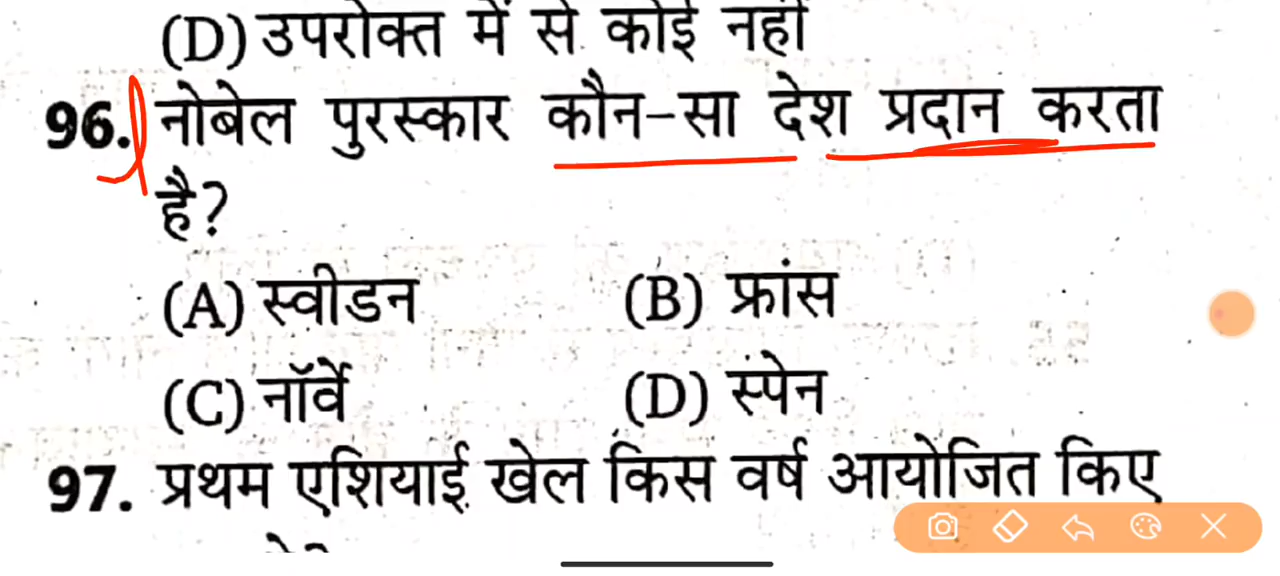 (D) उपरोक्त में से कोई नहीं
96. नोबेल पुरस्कार कौन-सा देश प्रदान करता
है?
(A) स्वीडन (B) फ्रांस
(C) नॉर्वे (D) स्पेन
97. प्रथम एशियाई खेल किस वर्ष आयोजित किए